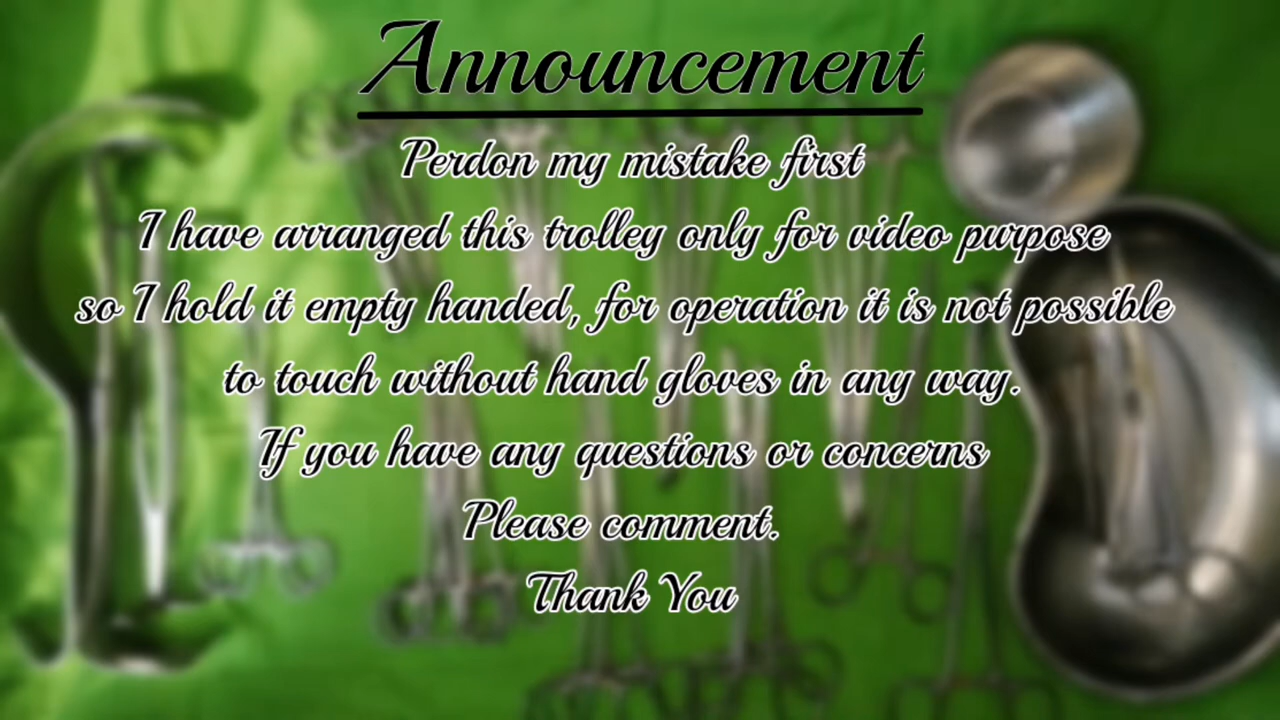 Announcement
Perdon my mistake first
I have arranged this trolley only for video purpose
so I hold it empty handed, for operation it is not possible
to touch without hand gloves in any way.
If you have any questions or concerns
Please comment.
Thank You